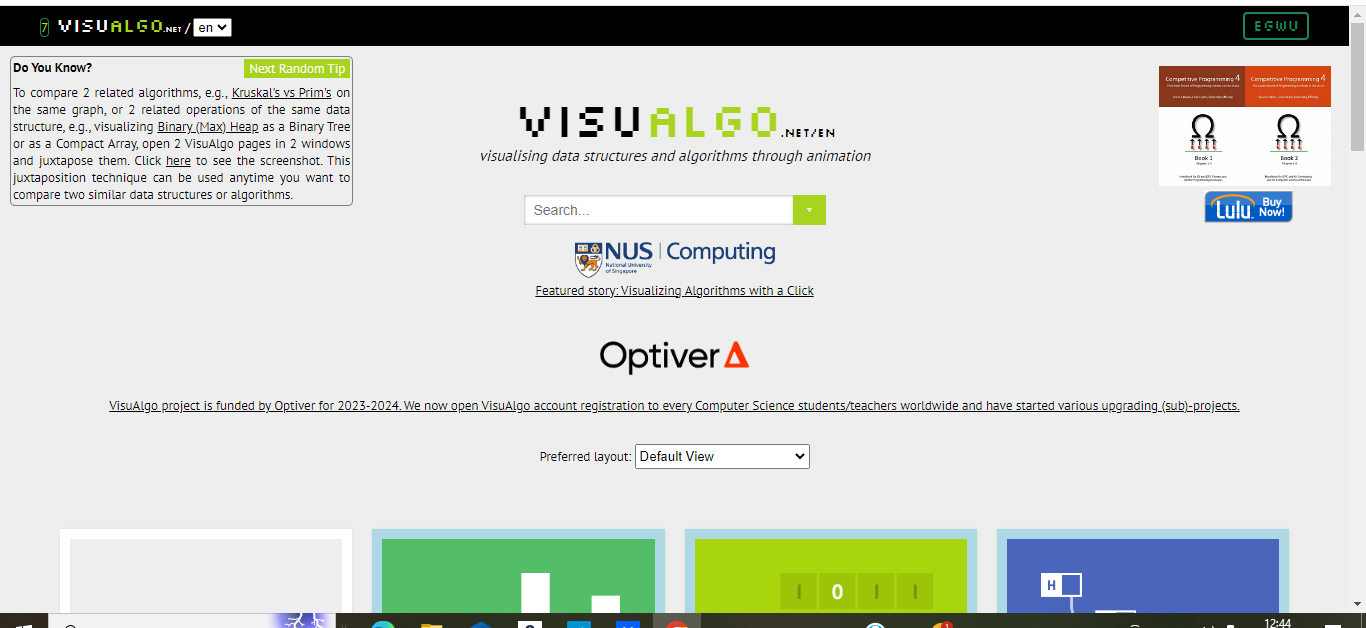 7 VISUALGO.NET / en
EGWU
Do You Know?
Next Random Tip
To compare 2 related algorithms, e.g., Kruskal's vs Prim's on
the same graph, or 2 related operations of the same data
structure, e.g., visualizing Binary (Max) Heap as a Binary Tree
or as a Compact Array, open 2 VisuAlgo pages in 2 windows
and juxtapose them. Click here to see the screenshot. This
juxtaposition technique can be used anytime you want to
compare two similar data structures or algorithms.
VISUALGO.NET/EN
visualising data structures and algorithms through animation
Search...
NUS | Computing
National University
of Singapore
Featured story: Visualizing Algorithms with a Click
Competitive Programming 4
Competitive Programming 4
Book 1
Book 2
Lulu Buy
Now!
Optiver
VisuAlgo project is funded by Optiver for 2023-2024. We now open VisuAlgo account registration to every Computer Science students/teachers worldwide and have started various upgrading (sub)-projects.
Preferred layout: Default View
I 0 I I
H
12:44